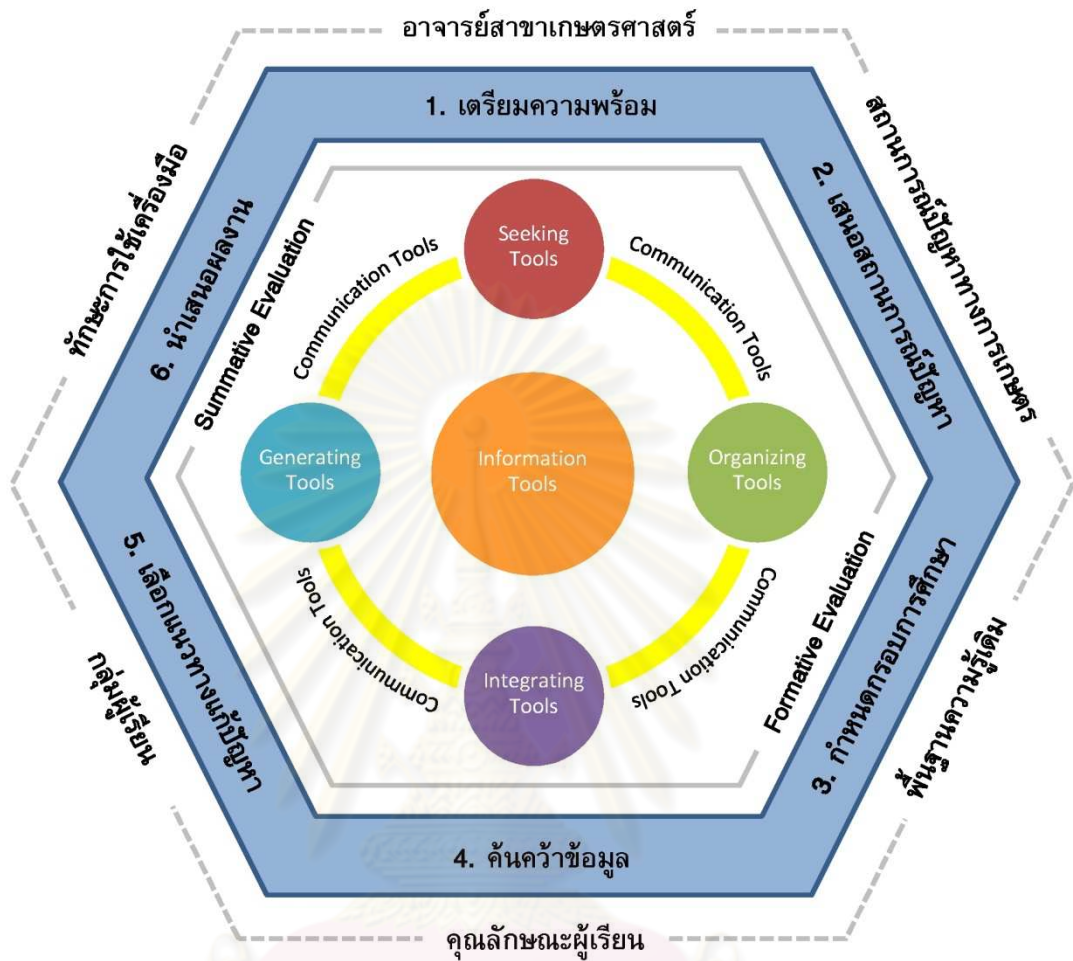 อาจารย์สาขาเกษตรศาสตร์
1. เตรียมความพร้อม
สถานการณ์ปัญหาทางการเกษตร
2. เสนอสถานการณ์ปัญหา
พื้นฐานความรู้เดิม
3. กำหนดกรอบการศึกษา
4. ค้นคว้าข้อมูล
คุณลักษณะผู้เรียน
5. เลือกแนวทางแก้ปัญหา
กลุ่มผู้เรียน
6. นำเสนอผลงาน
ทักษะการใช้เครื่องมือ
Summative Evaluation
Formative Evaluation
Seeking
Tools
Communication Tools
Communication Tools
Generating
Tools
Information
Tools
Organizing
Tools
Communication Tools
Communication Tools
Integrating
Tools